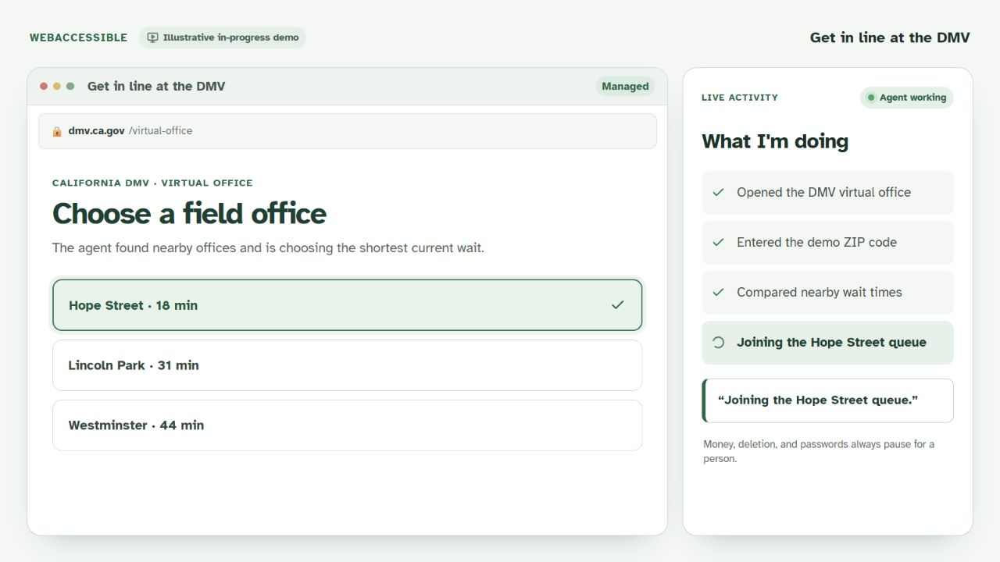 WEBACCESSIBLE
Illustrative in-progress demo
Get in line at the DMV
Get in line at the DMV
Managed
dmv.ca.gov /virtual-office
CALIFORNIA DMV · VIRTUAL OFFICE
Choose a field office
The agent found nearby offices and is choosing the shortest current wait.
Hope Street · 18 min
Lincoln Park · 31 min
Westminster · 44 min
LIVE ACTIVITY
Agent working
What I'm doing
Opened the DMV virtual office
Entered the demo ZIP code
Compared nearby wait times
Joining the Hope Street queue
“Joining the Hope Street queue.”
Money, deletion, and passwords always pause for a
person.